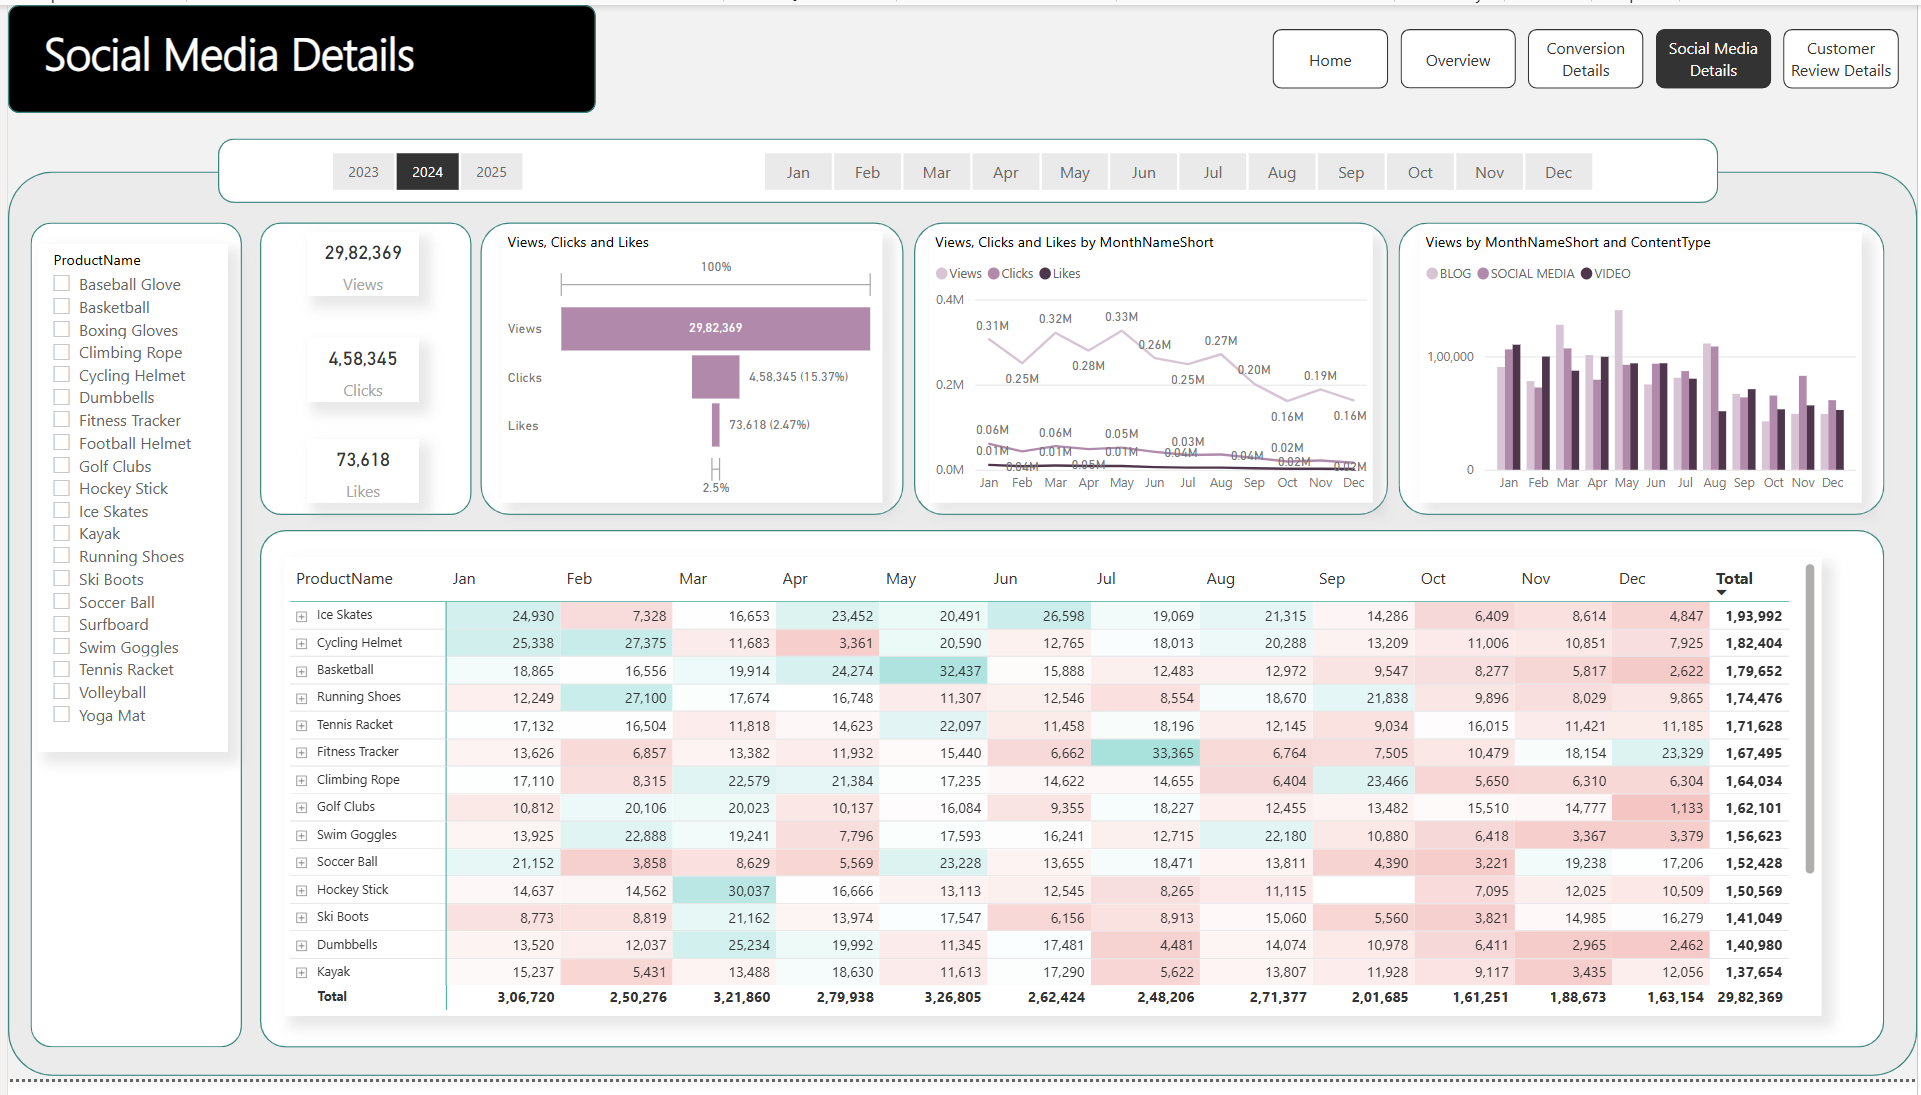 Social Media Details
Home
Overview
Conversion
Details
Social Media
Details
Customer
Review Details
2023 2024 2025
Jan Feb Mar Apr May Jun Jul Aug Sep Oct Nov Dec
ProductName
Baseball Glove
Basketball
Boxing Gloves
Climbing Rope
Cycling Helmet
Dumbbells
Fitness Tracker
Football Helmet
Golf Clubs
Hockey Stick
Ice Skates
Kayak
Running Shoes
Ski Boots
Soccer Ball
Surfboard
Swim Goggles
Tennis Racket
Volleyball
Yoga Mat
29,82,369
Views
4,58,345
Clicks
73,618
Likes
Views, Clicks and Likes
100%
Views 29,82,369
Clicks 4,58,345 (15.37%)
Likes 73,618 (2.47%)
2.5%
Views, Clicks and Likes by MonthNameShort
Views Clicks Likes
0.4M
0.2M
0.0M
0.31M 0.25M 0.32M 0.28M 0.33M 0.26M 0.25M 0.27M 0.20M 0.16M 0.19M 0.16M
0.06M 0.04M 0.06M 0.05M 0.05M 0.04M 0.03M 0.04M 0.02M 0.02M
0.01M 0.01M 0.01M 0.02M
Jan Feb Mar Apr May Jun Jul Aug Sep Oct Nov Dec
Views by MonthNameShort and ContentType
BLOG SOCIAL MEDIA VIDEO
1,00,000
0
Jan Feb Mar Apr May Jun Jul Aug Sep Oct Nov Dec
ProductName Jan Feb Mar Apr May Jun Jul Aug Sep Oct Nov Dec Total
Ice Skates 24,930 7,328 16,653 23,452 20,491 26,598 19,069 21,315 14,286 6,409 8,614 4,847 1,93,992
Cycling Helmet 25,338 27,375 11,683 3,361 20,590 12,765 18,013 20,288 13,209 11,006 10,851 7,925 1,82,404
Basketball 18,865 16,556 19,914 24,274 32,437 15,888 12,483 12,972 9,547 8,277 5,817 2,622 1,79,652
Running Shoes 12,249 27,100 17,674 16,748 11,307 12,546 8,554 18,670 21,838 9,896 8,029 9,865 1,74,476
Tennis Racket 17,132 16,504 11,818 14,623 22,097 11,458 18,196 12,145 9,034 16,015 11,421 11,185 1,71,628
Fitness Tracker 13,626 6,857 13,382 11,932 15,440 6,662 33,365 6,764 7,505 10,479 18,154 23,329 1,67,495
Climbing Rope 17,110 8,315 22,579 21,384 17,235 14,622 14,655 6,404 23,466 5,650 6,310 6,304 1,64,034
Golf Clubs 10,812 20,106 20,023 10,137 16,084 9,355 18,227 12,455 13,482 15,510 14,777 1,133 1,62,101
Swim Goggles 13,925 22,888 19,241 7,796 17,593 16,241 12,715 22,180 10,880 6,418 3,367 3,379 1,56,623
Soccer Ball 21,152 3,858 8,629 5,569 23,228 13,655 18,471 13,811 4,390 3,221 19,238 17,206 1,52,428
Hockey Stick 14,637 14,562 30,037 16,666 13,113 12,545 8,265 11,115 7,095 12,025 10,509 1,50,569
Ski Boots 8,773 8,819 21,162 13,974 17,547 6,156 8,913 15,060 5,560 3,821 14,985 16,279 1,41,049
Dumbbells 13,520 12,037 25,234 19,992 11,345 17,481 4,481 14,074 10,978 6,411 2,965 2,462 1,40,980
Kayak 15,237 5,431 13,488 18,630 11,613 17,290 5,622 13,807 11,928 9,117 3,435 12,056 1,37,654
Total 3,06,720 2,50,276 3,21,860 2,79,938 3,26,805 2,62,424 2,48,206 2,71,377 2,01,685 1,61,251 1,88,673 1,63,154 29,82,369